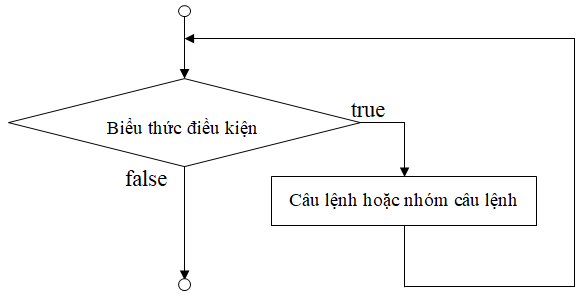 true
Biểu thức điều kiện
false
Câu lệnh hoặc nhóm câu lệnh